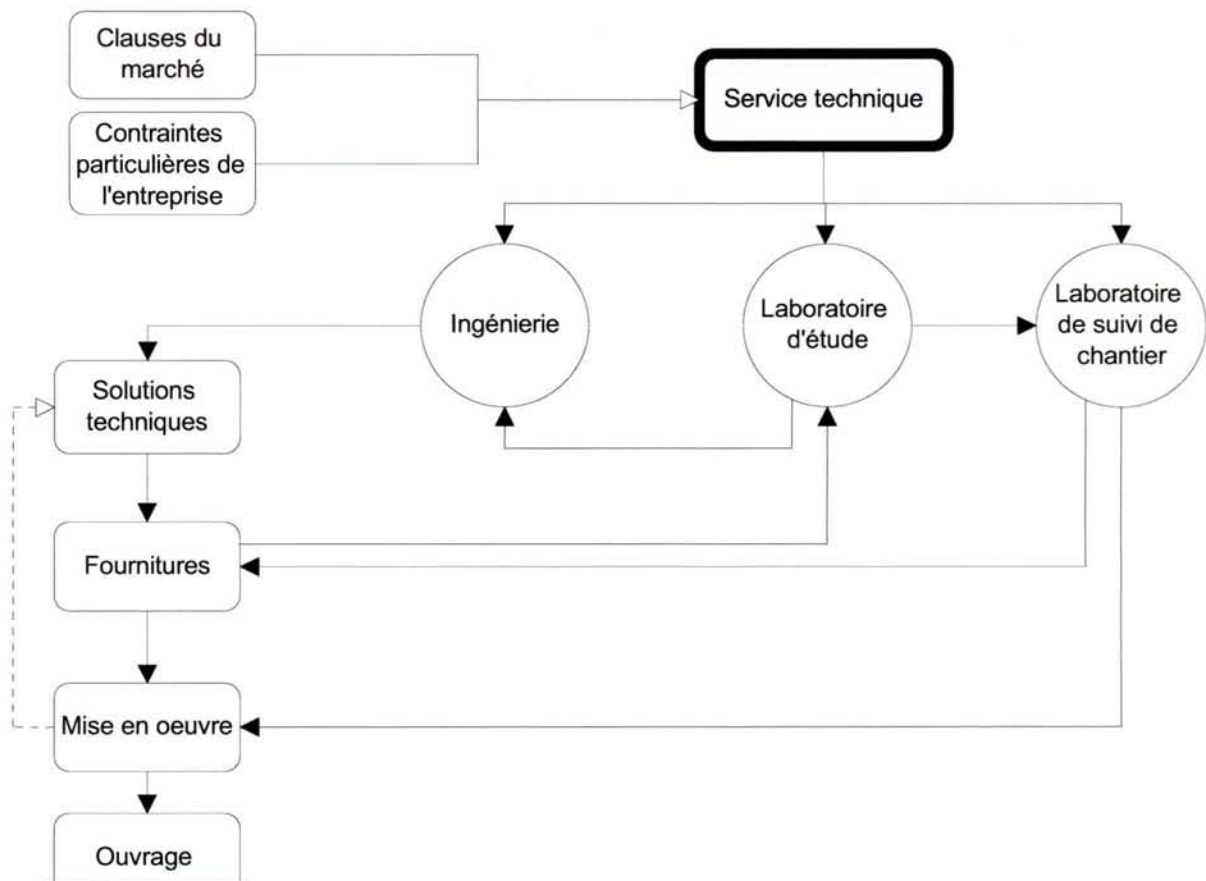 Clauses du
marché
Service technique
Contraintes
particulières de
l'entreprise
Ingénierie
Laboratoire
d'étude
Laboratoire
de suivi de
chantier
Solutions
techniques
Fournitures
Mise en oeuvre
Ouvrage